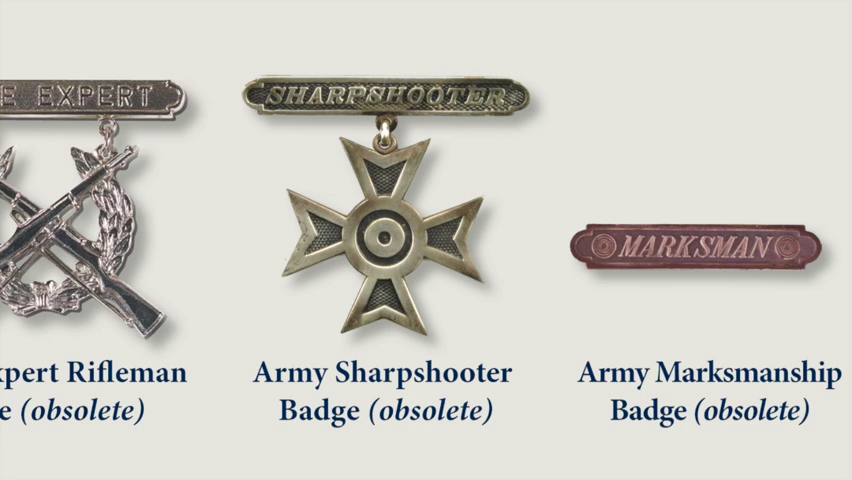 E EXPERT
SHARPSHOOTER
MARKSMAN
xpert Rifleman
e (obsolete)
Army Sharpshooter
Badge (obsolete)
Army Marksmanship
Badge (obsolete)